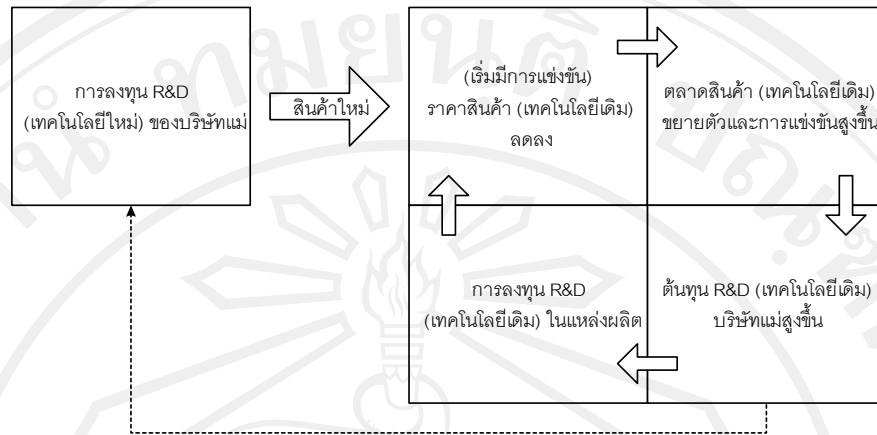 การลงทุน R&D
(เทคโนโลยีใหม่) ของบริษัทแม่
สินค้าใหม่
(เริ่มมีการแข่งขัน)
ราคาสินค้า (เทคโนโลยีเดิม)
ลดลง
ตลาดสินค้า (เทคโนโลยีเดิม)
ขยายตัวและการแข่งขันสูงขึ้น
การลงทุน R&D
(เทคโนโลยีเดิม) ในแหล่งผลิต
ต้นทุน R&D (เทคโนโลยีเดิม)
บริษัทแม่สูงขึ้น